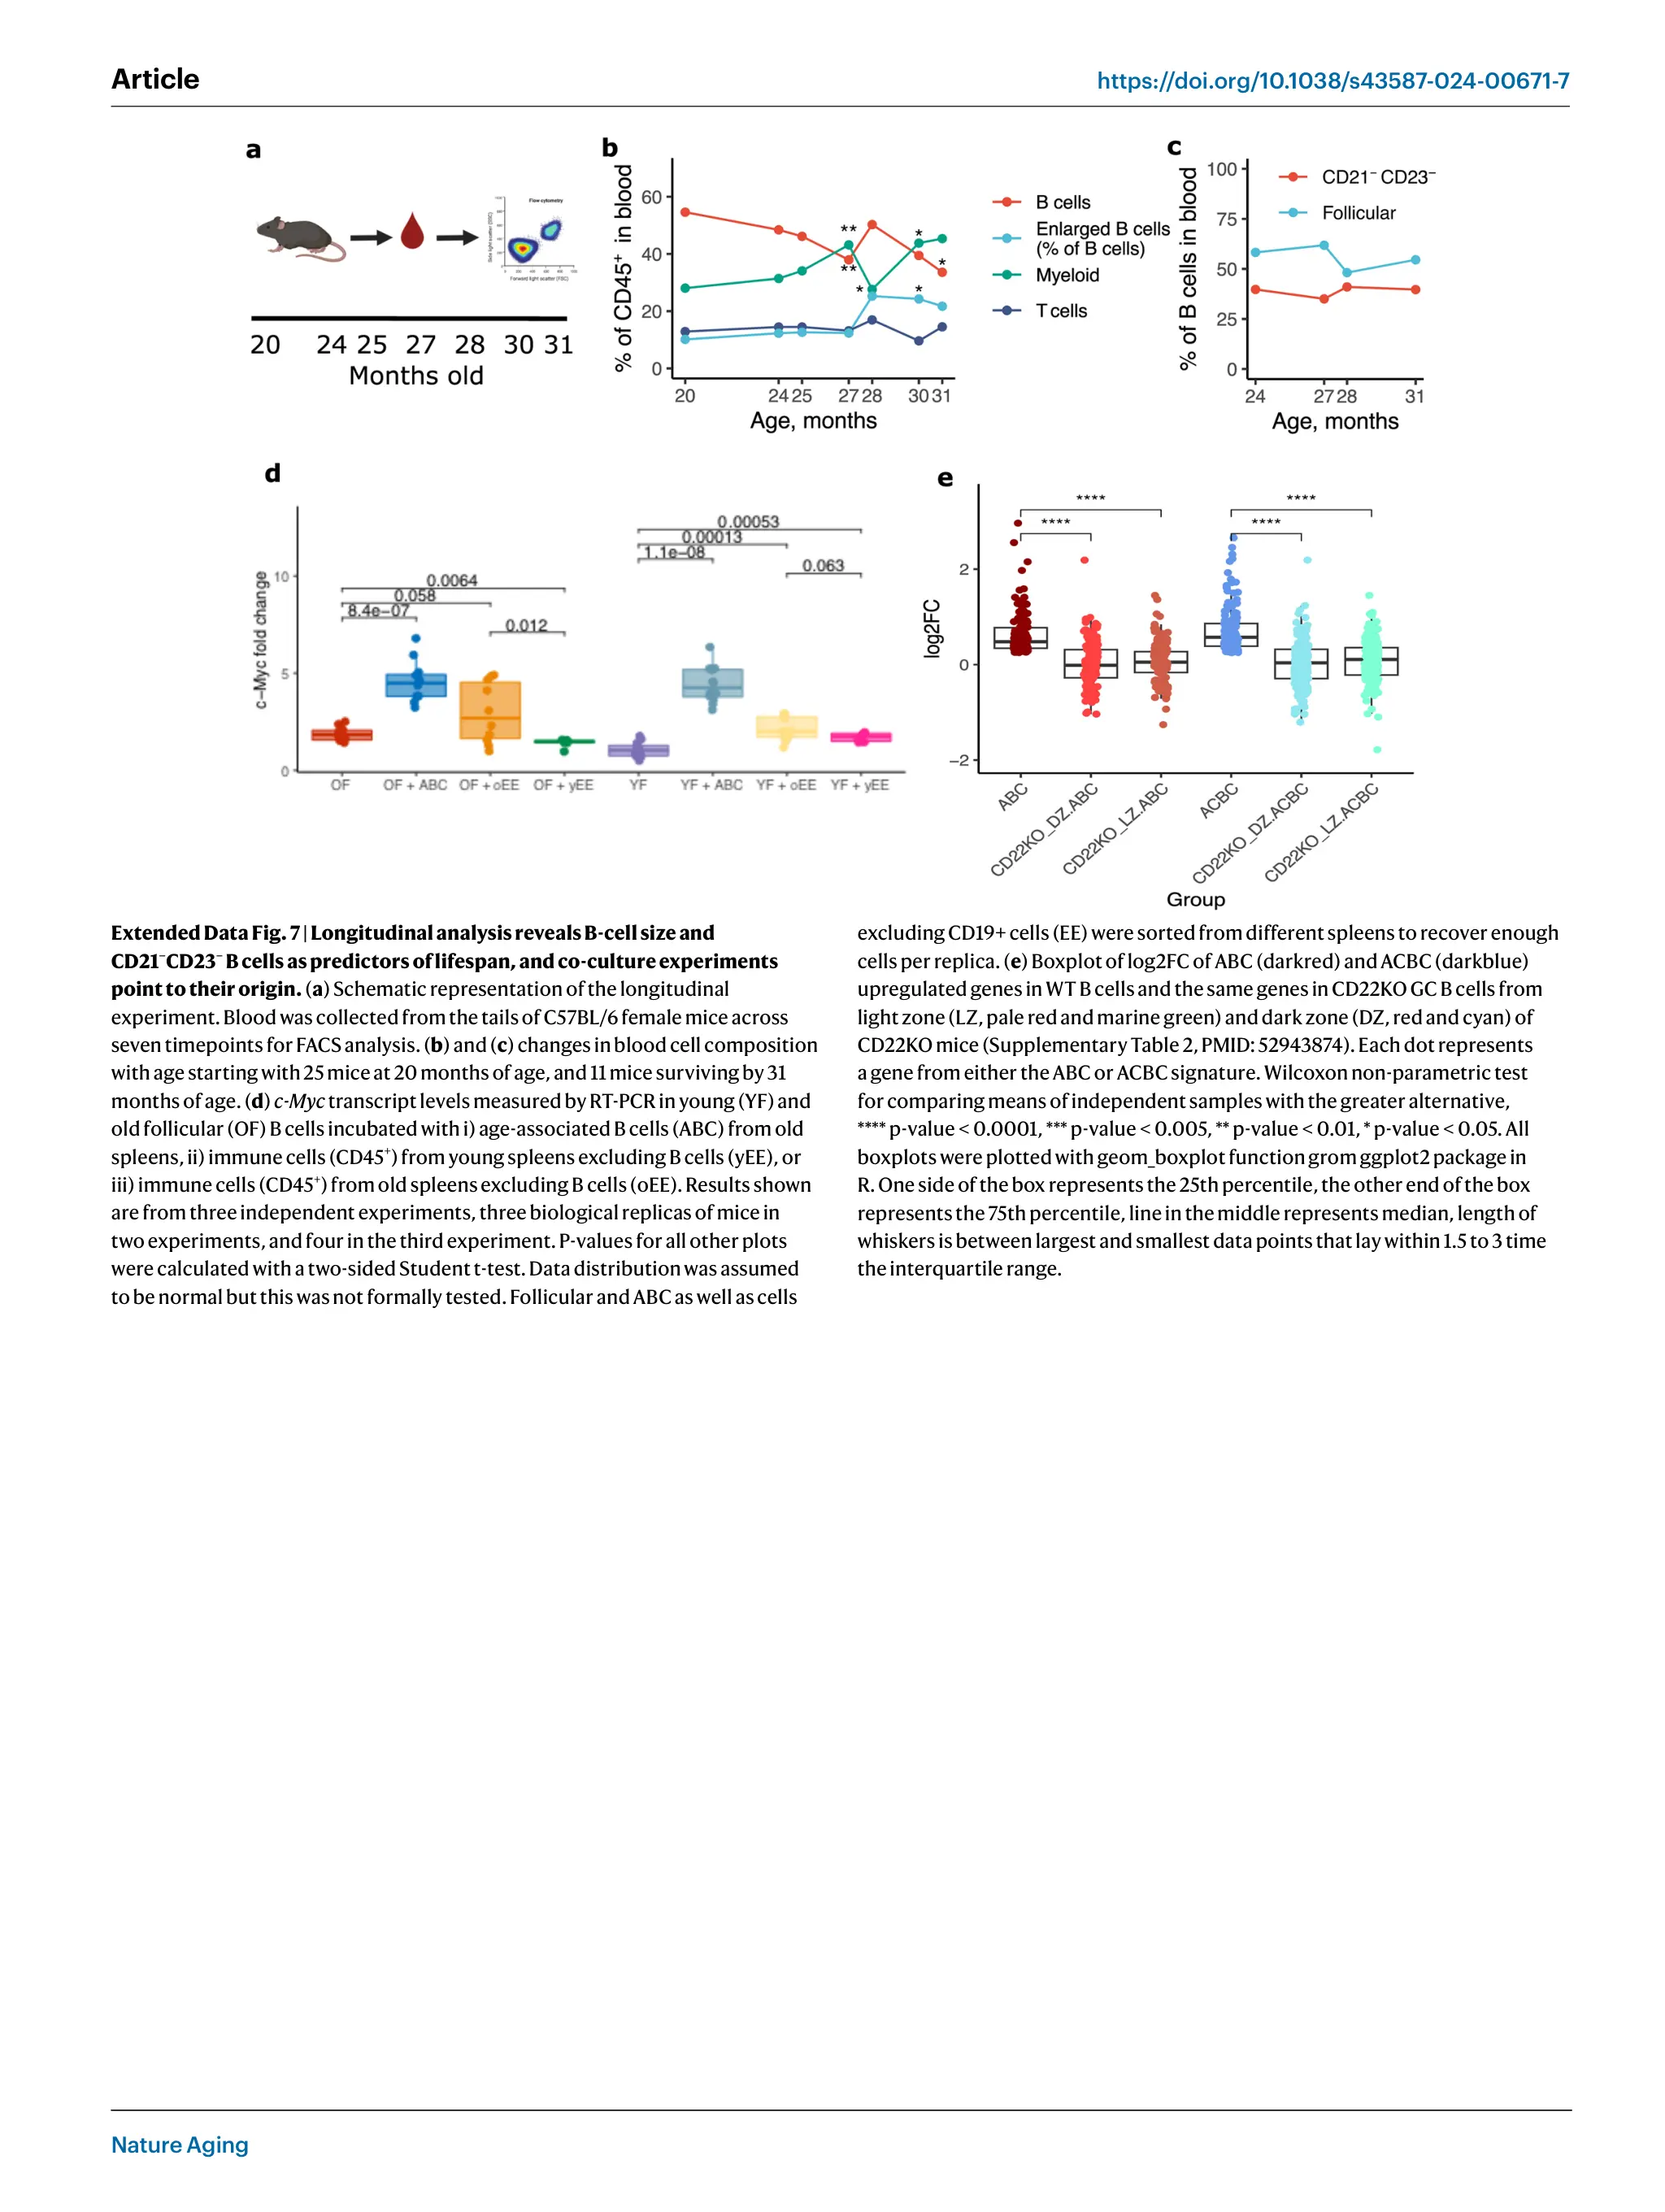 Article
https://doi.org/10.1038/s43587-024-00671-7
a
Flow cytometry
Forward light scatter (FSC)
20 24 25 27 28 30 31
Months old
b
% of CD45⁺ in blood
60
40
20
0
**
**
*
*
*
*
20 24 25 27 28 30 31
Age, months
B cells
Enlarged B cells
(% of B cells)
Myeloid
T cells
c
% of B cells in blood
100
75
50
25
0
CD21⁻ CD23⁻
Follicular
24 27 28 31
Age, months
d
c−Myc fold change
10
5
0
0.0064
0.058
8.4e−07
0.012
0.00053
0.00013
1.1e−08
0.063
OF OF + ABC OF + oEE OF + yEE YF YF + ABC YF + oEE YF + yEE
e
log2FC
2
0
−2
**** ****
**** ****
ABC
CD22KO_DZ.ABC
CD22KO_LZ.ABC
ACBC
CD22KO_DZ.ACBC
CD22KO_LZ.ACBC
Group
Extended Data Fig. 7 | Longitudinal analysis reveals B-cell size and
CD21⁻CD23⁻ B cells as predictors of lifespan, and co-culture experiments
point to their origin. (a) Schematic representation of the longitudinal
experiment. Blood was collected from the tails of C57BL/6 female mice across
seven timepoints for FACS analysis. (b) and (c) changes in blood cell composition
with age starting with 25 mice at 20 months of age, and 11 mice surviving by 31
months of age. (d) c-Myc transcript levels measured by RT-PCR in young (YF) and
old follicular (OF) B cells incubated with i) age-associated B cells (ABC) from old
spleens, ii) immune cells (CD45⁺) from young spleens excluding B cells (yEE), or
iii) immune cells (CD45⁺) from old spleens excluding B cells (oEE). Results shown
are from three independent experiments, three biological replicas of mice in
two experiments, and four in the third experiment. P-values for all other plots
were calculated with a two-sided Student t-test. Data distribution was assumed
to be normal but this was not formally tested. Follicular and ABC as well as cells
excluding CD19+ cells (EE) were sorted from different spleens to recover enough
cells per replica. (e) Boxplot of log2FC of ABC (darkred) and ACBC (darkblue)
upregulated genes in WT B cells and the same genes in CD22KO GC B cells from
light zone (LZ, pale red and marine green) and dark zone (DZ, red and cyan) of
CD22KO mice (Supplementary Table 2, PMID: 52943874). Each dot represents
a gene from either the ABC or ACBC signature. Wilcoxon non-parametric test
for comparing means of independent samples with the greater alternative,
**** p-value < 0.0001, *** p-value < 0.005, ** p-value < 0.01, * p-value < 0.05. All
boxplots were plotted with geom_boxplot function grom ggplot2 package in
R. One side of the box represents the 25th percentile, the other end of the box
represents the 75th percentile, line in the middle represents median, length of
whiskers is between largest and smallest data points that lay within 1.5 to 3 time
the interquartile range.
Nature Aging